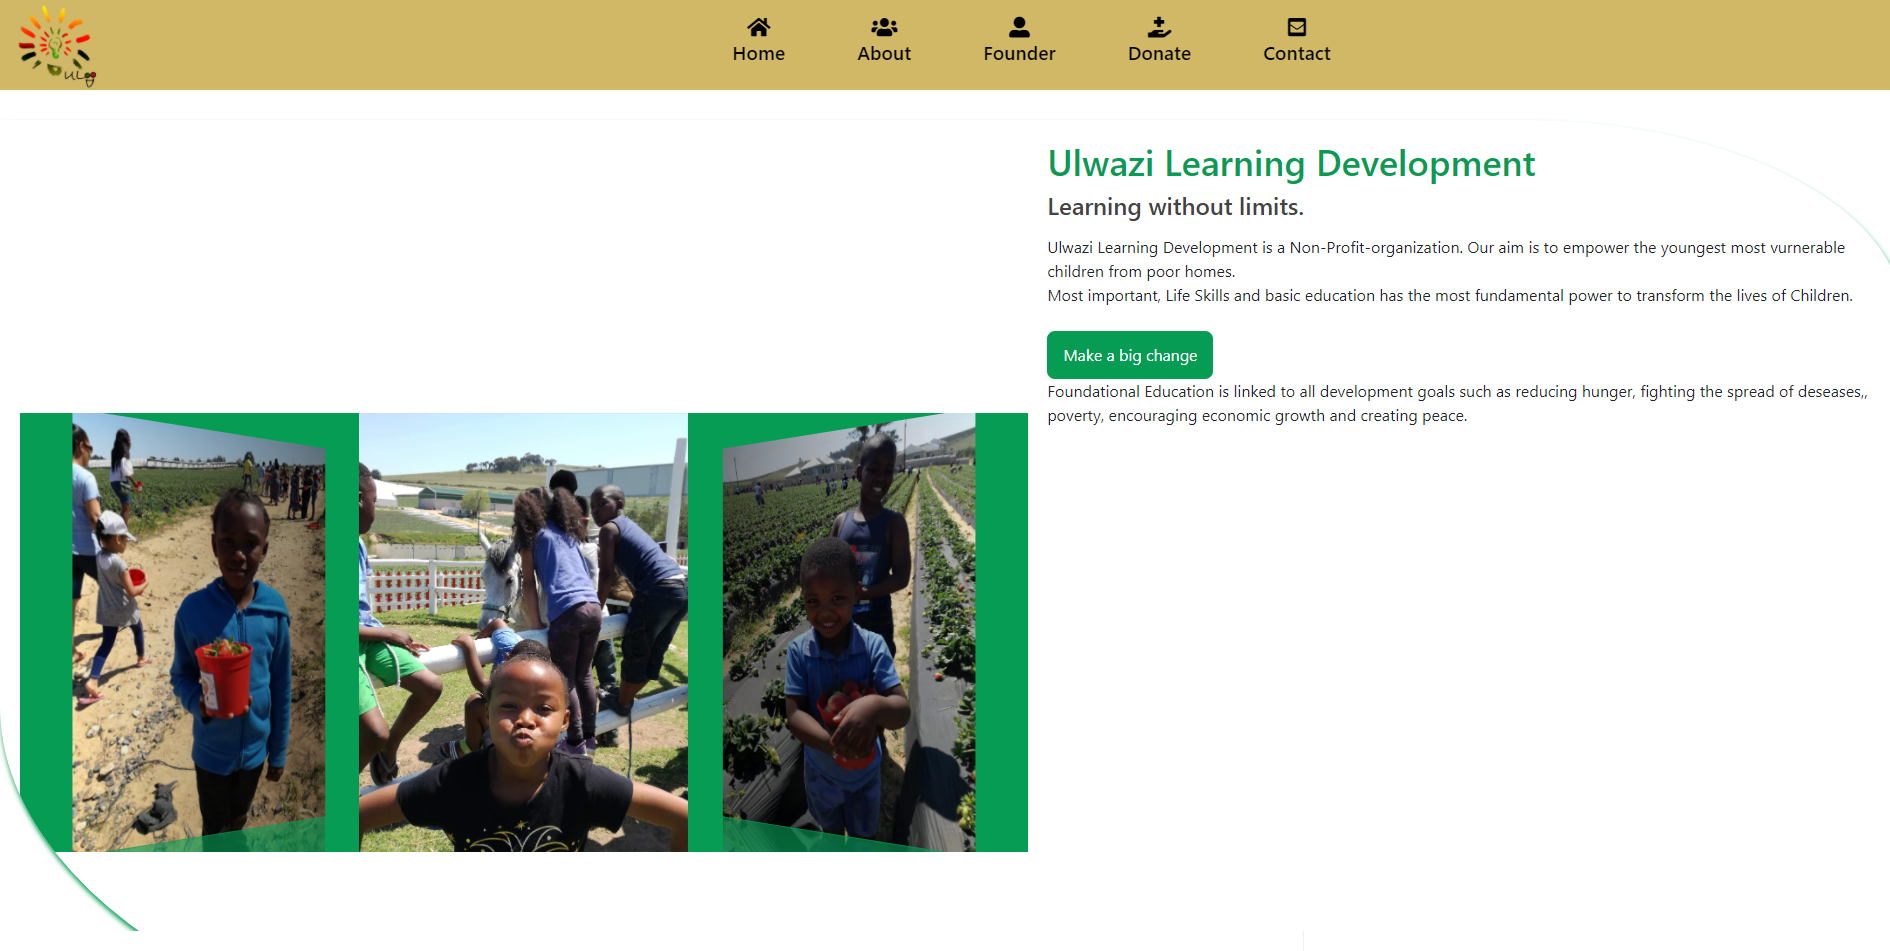 ULD
Home
About
Founder
Donate
Contact
Ulwazi Learning Development
Learning without limits.
Ulwazi Learning Development is a Non-Profit-organization. Our aim is to empower the youngest most vurnerable
children from poor homes.
Most important, Life Skills and basic education has the most fundamental power to transform the lives of Children.
Make a big change
Foundational Education is linked to all development goals such as reducing hunger, fighting the spread of deseases,,
poverty, encouraging economic growth and creating peace.